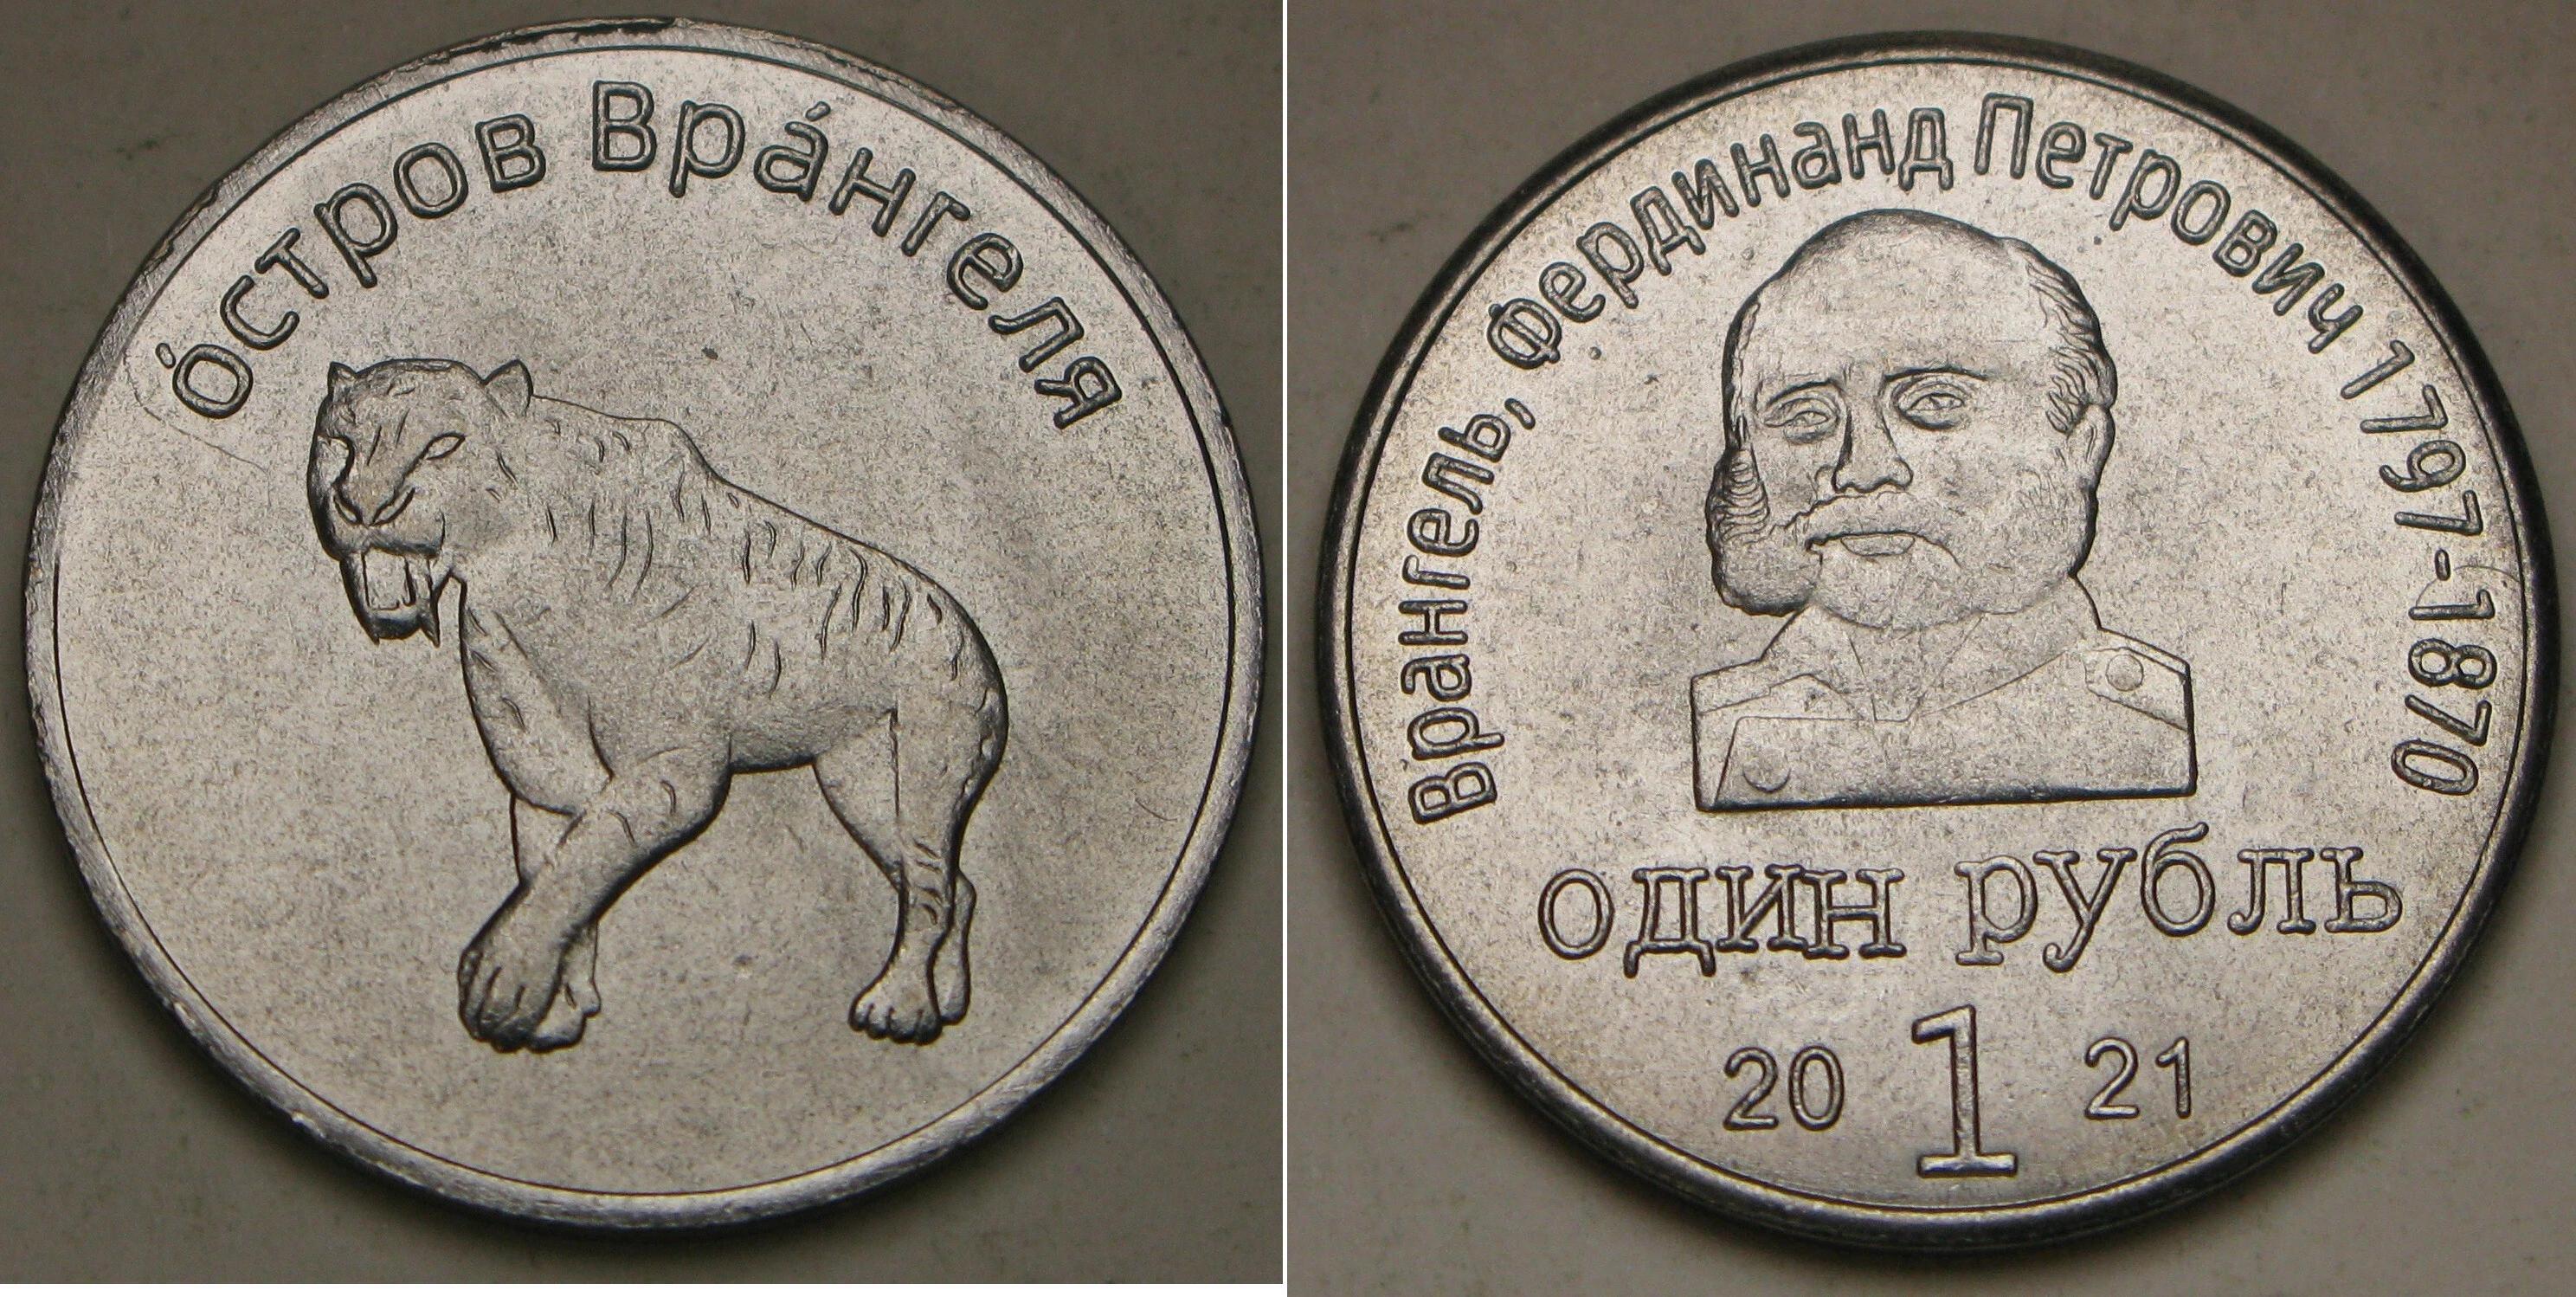 о́стров Вра́нгеля
Врангель, Фердинанд Петрович 1797-1870
один рубль
20 1 21